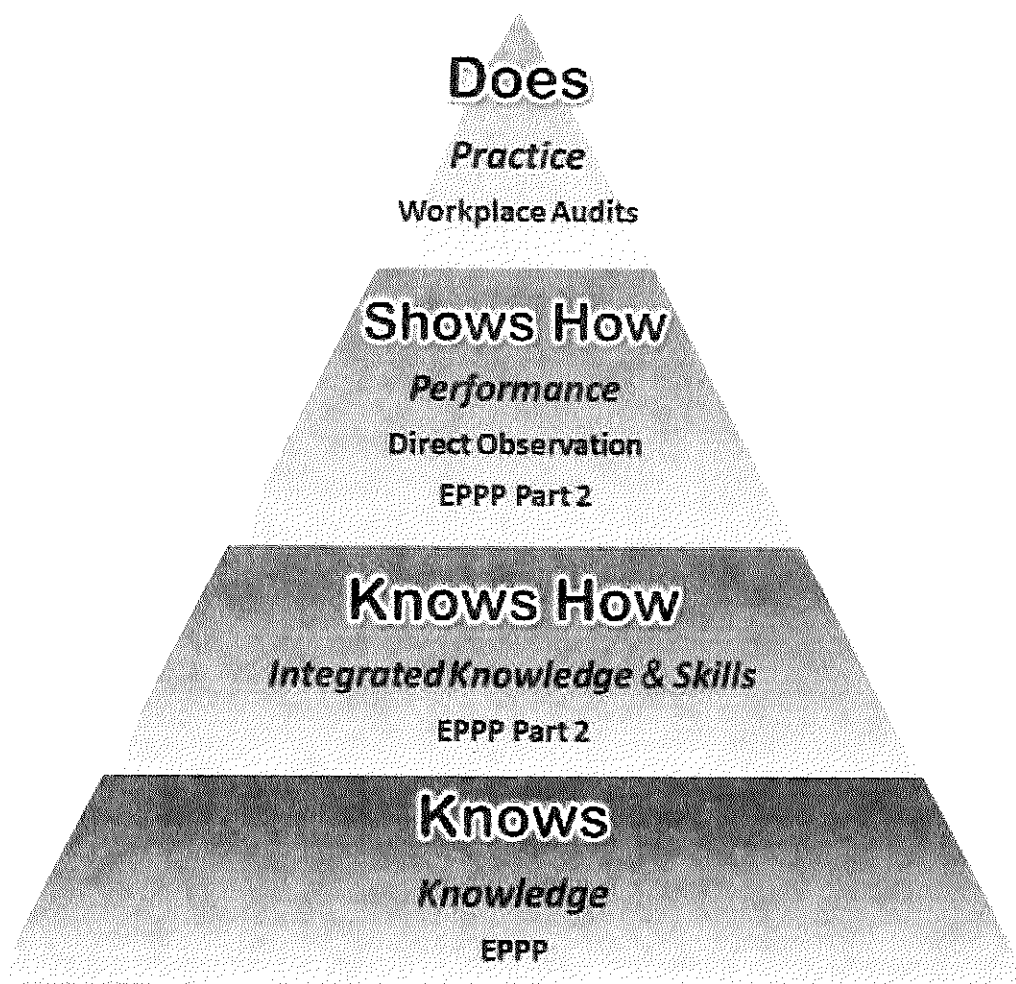 Does
Practice
Workplace Audits
Shows How
Performance
Direct Observation
EPPP Part 2
Knows How
Integrated Knowledge & Skills
EPPP Part 2
Knows
Knowledge
EPPP